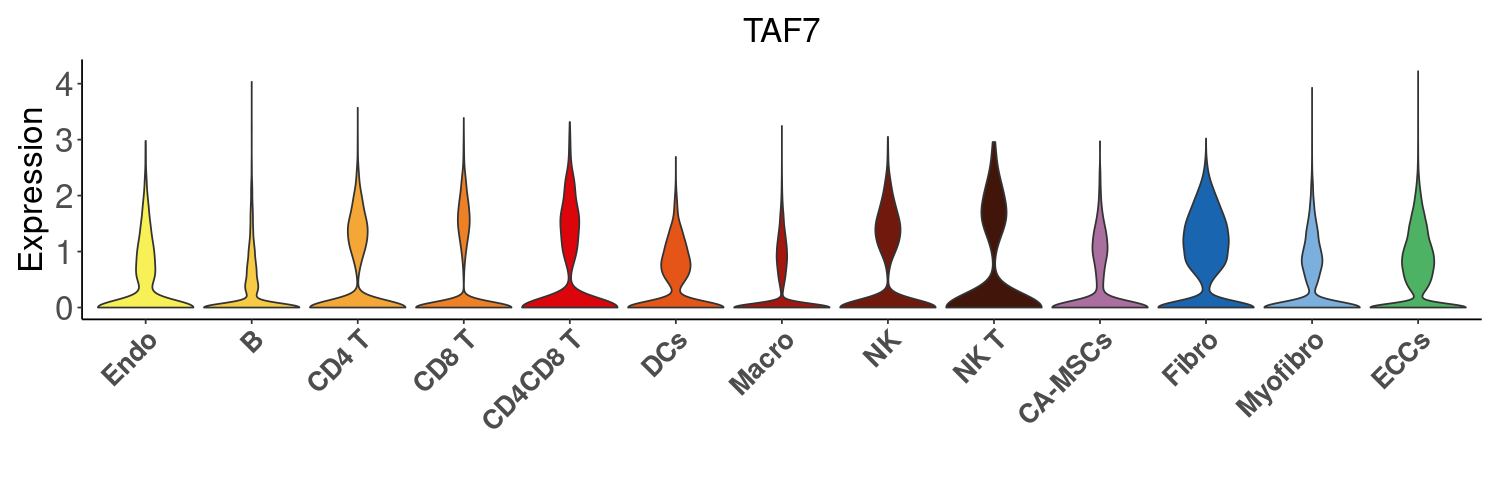 TAF7
Expression
4
3
2
1
0
Endo
B
CD4 T
CD8 T
CD4CD8 T
DCs
Macro
NK
NK T
CA-MSCs
Fibro
Myofibro
ECCs